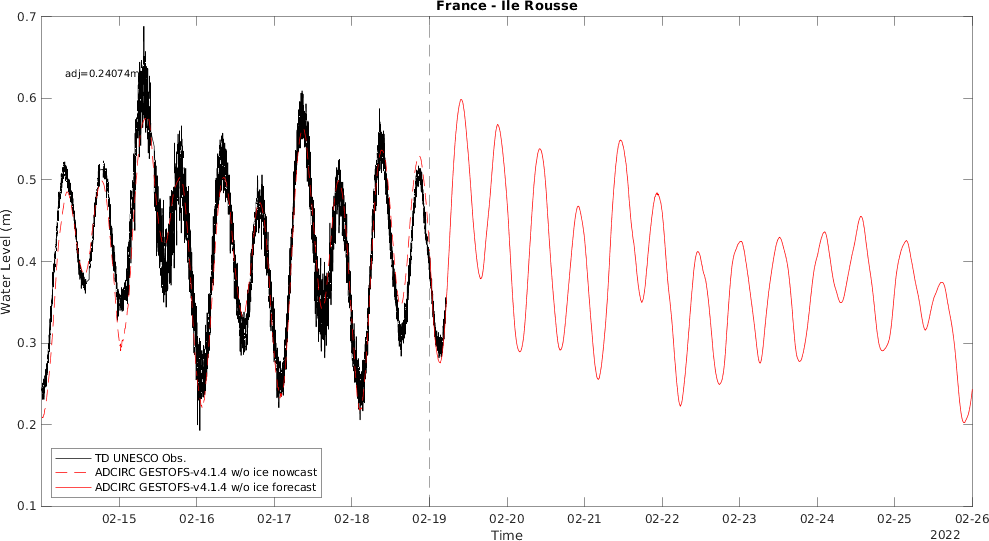 France - Ile Rousse
adj=0.24074m
Water Level (m)
0.7
0.6
0.5
0.4
0.3
0.2
0.1
TD UNESCO Obs.
ADCIRC GESTOFS-v4.1.4 w/o ice nowcast
ADCIRC GESTOFS-v4.1.4 w/o ice forecast
02-15 02-16 02-17 02-18 02-19 02-20 02-21 02-22 02-23 02-24 02-25 02-26
Time
2022